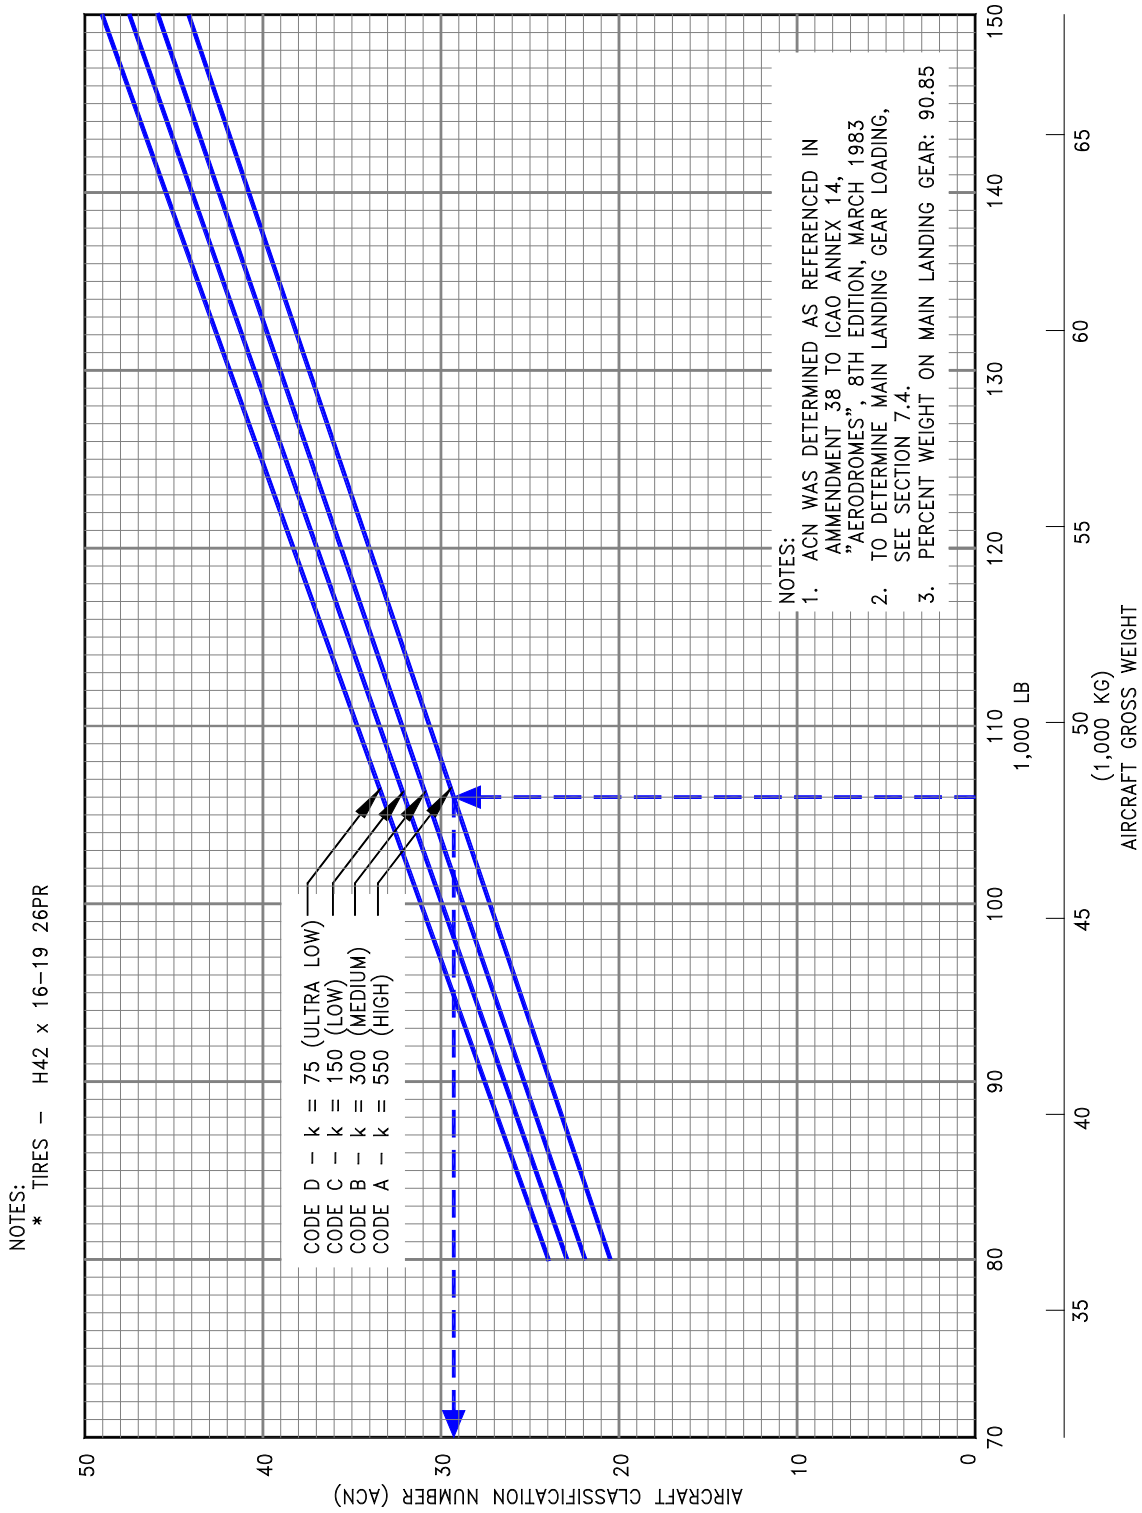 NOTES:
* TIRES – H42 x 16–19 26PR
50
40
30
20
10
0
AIRCRAFT CLASSIFICATION NUMBER (ACN)
CODE D – k = 75 (ULTRA LOW)
CODE C – k = 150 (LOW)
CODE B – k = 300 (MEDIUM)
CODE A – k = 550 (HIGH)
NOTES:
1. ACN WAS DETERMINED AS REFERENCED IN
AMMENDMENT 38 TO ICAO ANNEX 14,
"AERODROMES", 8TH EDITION, MARCH 1983
2. TO DETERMINE MAIN LANDING GEAR LOADING,
SEE SECTION 7.4.
3. PERCENT WEIGHT ON MAIN LANDING GEAR: 90.85
70 80 90 100 110 120 130 140 150
1,000 LB
35 40 45 50 55 60 65
(1,000 KG)
AIRCRAFT GROSS WEIGHT